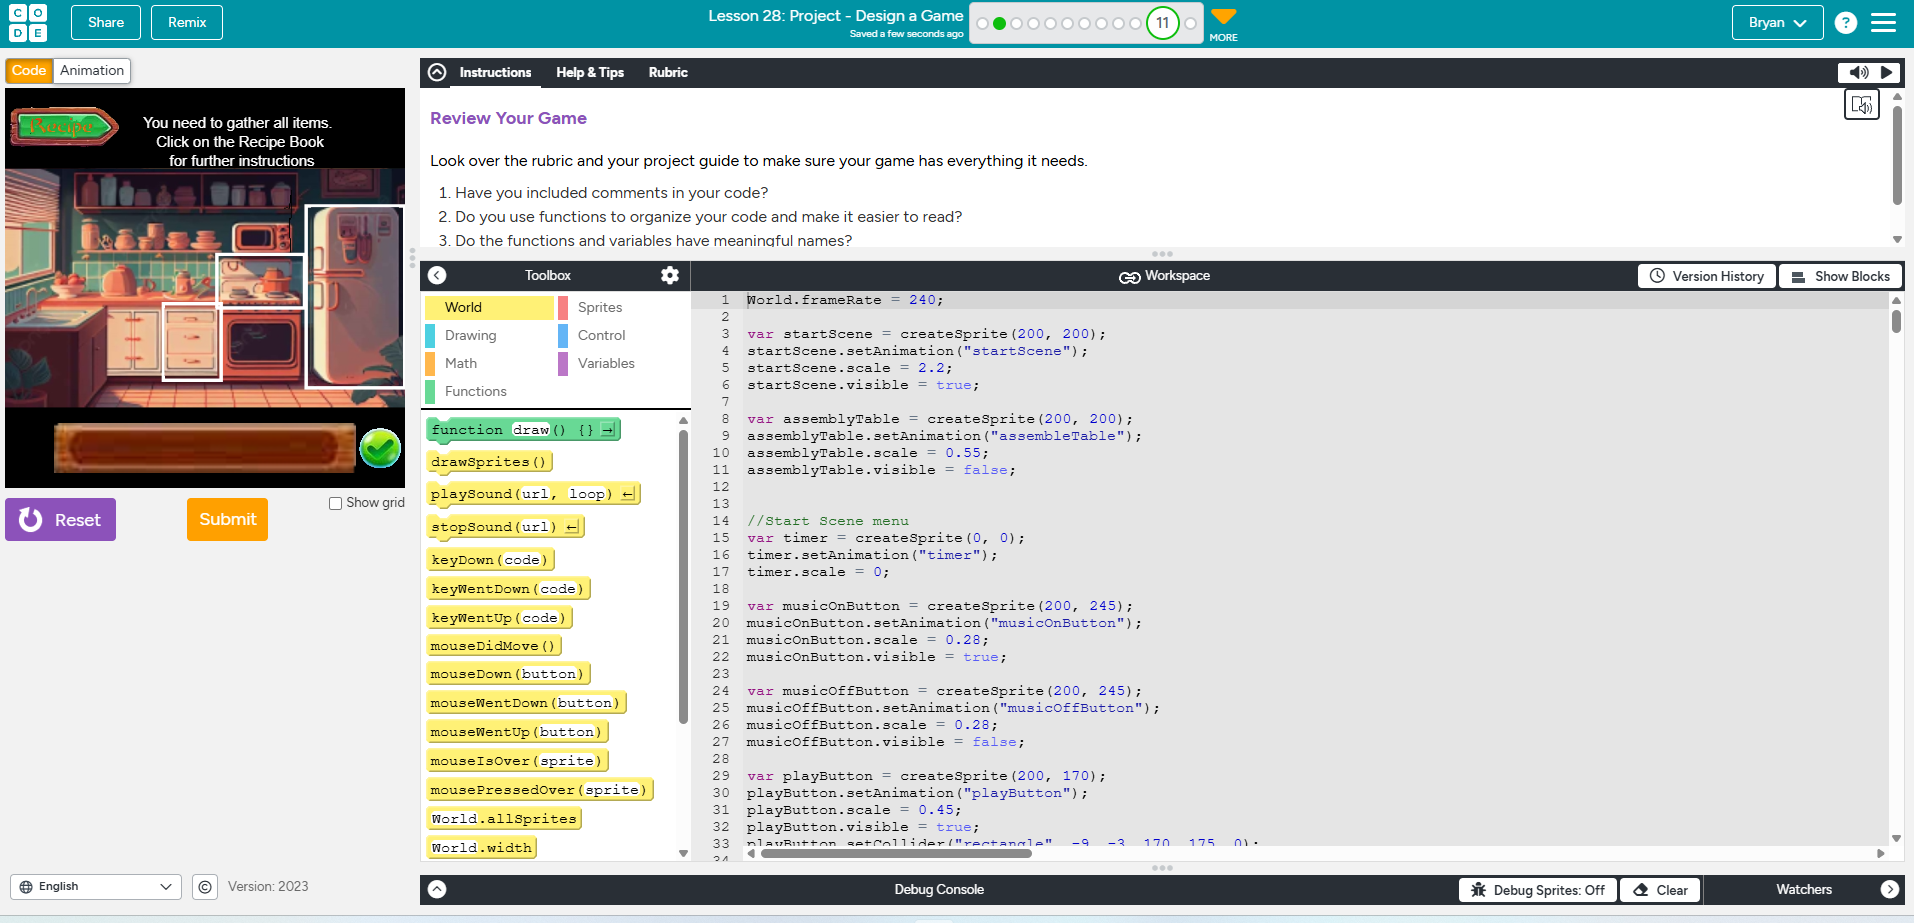 C O
D E
Share
Remix
Lesson 28: Project - Design a Game
Saved a few seconds ago
11
MORE
Bryan
?
Code
Animation
Recipe
You need to gather all items.
Click on the Recipe Book
for further instructions
Reset
Submit
Show grid
English
©
Version: 2023
Instructions
Help & Tips
Rubric
Review Your Game
Look over the rubric and your project guide to make sure your game has everything it needs.
1. Have you included comments in your code?
2. Do you use functions to organize your code and make it easier to read?
3. Do the functions and variables have meaningful names?
Toolbox
Workspace
Version History
Show Blocks
World
Sprites
Drawing
Control
Math
Variables
Functions
function draw() {} →
drawSprites()
playSound(url, loop) ←
stopSound(url) ←
keyDown(code)
keyWentDown(code)
keyWentUp(code)
mouseDidMove()
mouseDown(button)
mouseWentDown(button)
mouseWentUp(button)
mouseIsOver(sprite)
mousePressedOver(sprite)
World.allSprites
World.width
1 World.frameRate = 240;
2
3 var startScene = createSprite(200, 200);
4 startScene.setAnimation("startScene");
5 startScene.scale = 2.2;
6 startScene.visible = true;
7
8 var assemblyTable = createSprite(200, 200);
9 assemblyTable.setAnimation("assembleTable");
10 assemblyTable.scale = 0.55;
11 assemblyTable.visible = false;
12
13
14 //Start Scene menu
15 var timer = createSprite(0, 0);
16 timer.setAnimation("timer");
17 timer.scale = 0;
18
19 var musicOnButton = createSprite(200, 245);
20 musicOnButton.setAnimation("musicOnButton");
21 musicOnButton.scale = 0.28;
22 musicOnButton.visible = true;
23
24 var musicOffButton = createSprite(200, 245);
25 musicOffButton.setAnimation("musicOffButton");
26 musicOffButton.scale = 0.28;
27 musicOffButton.visible = false;
28
29 var playButton = createSprite(200, 170);
30 playButton.setAnimation("playButton");
31 playButton.scale = 0.45;
32 playButton.visible = true;
33 playButton.setCollider("rectangle", -9, -3, 170, 175, 0);
34
Debug Console
Debug Sprites: Off
Clear
Watchers